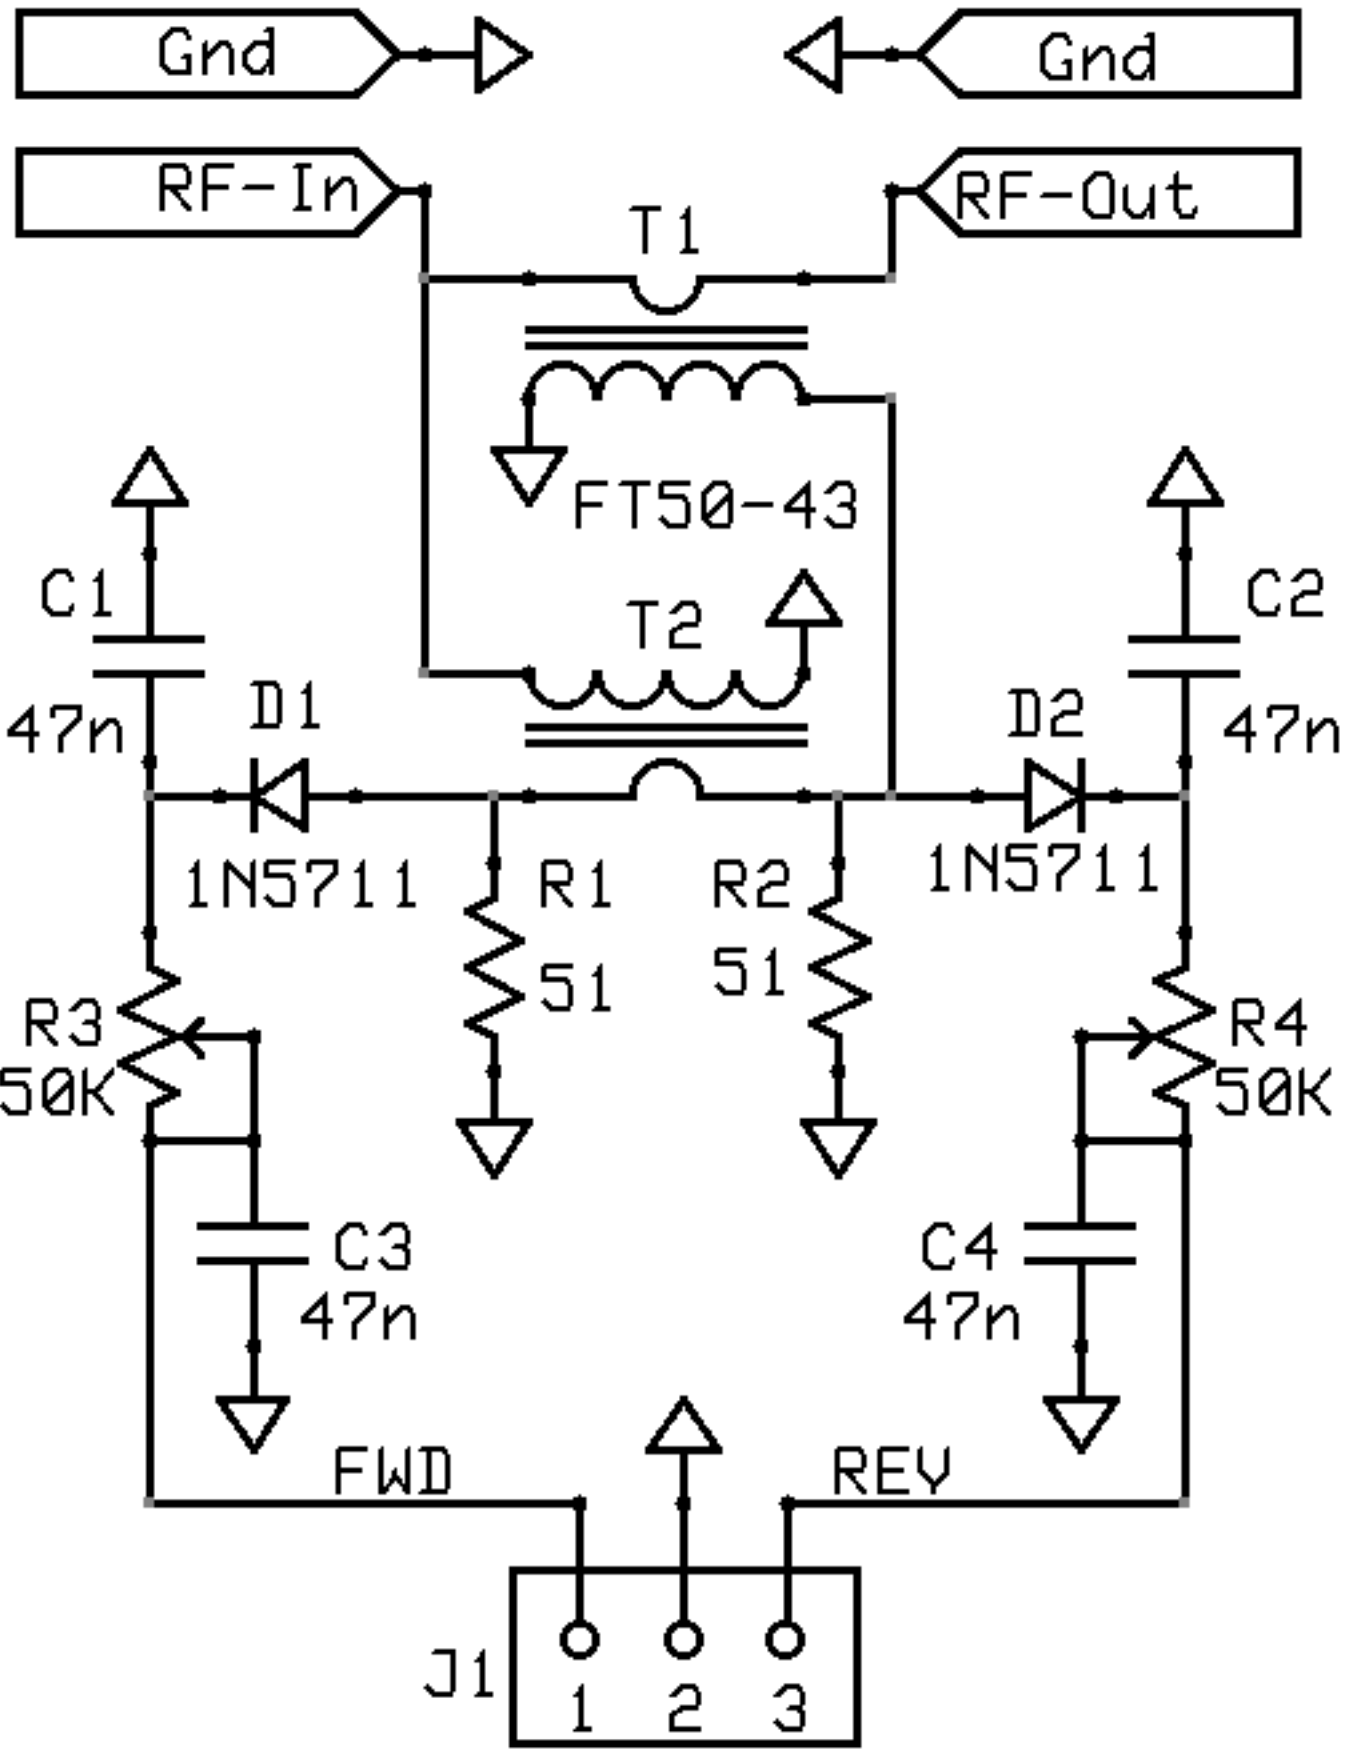 Gnd
Gnd
RF-In
RF-Out
T1
FT50-43
C1
47n
T2
C2
47n
D1
1N5711
D2
1N5711
R1
51
R2
51
R3
50K
R4
50K
C3
47n
C4
47n
FWD
REV
J1
1 2 3